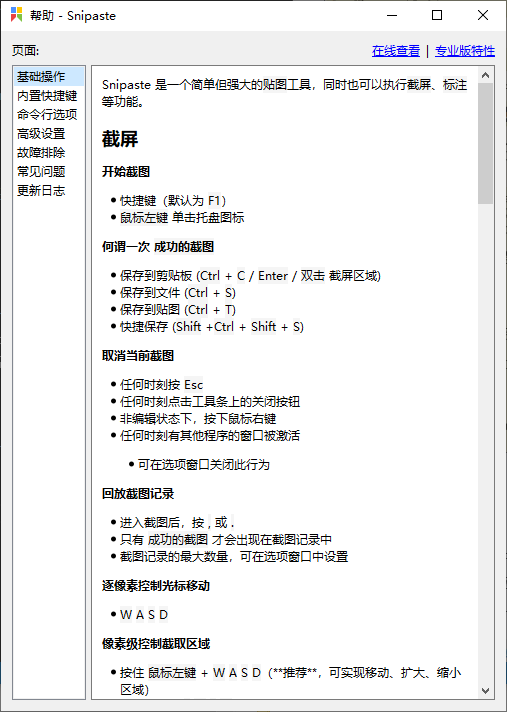 帮助 - Snipaste
页面:
在线查看 | 专业版特性
基础操作
内置快捷键
命令行选项
高级设置
故障排除
常见问题
更新日志
Snipaste 是一个简单但强大的贴图工具，同时也可以执行截屏、标注
等功能。
截屏
开始截图
• 快捷键（默认为 F1）
• 鼠标左键 单击托盘图标
何谓一次 成功的截图
• 保存到剪贴板 (Ctrl + C / Enter / 双击 截屏区域)
• 保存到文件 (Ctrl + S)
• 保存到贴图 (Ctrl + T)
• 快捷保存 (Shift +Ctrl + Shift + S)
取消当前截图
• 任何时刻按 Esc
• 任何时刻点击工具条上的关闭按钮
• 非编辑状态下，按下鼠标右键
• 任何时刻有其他程序的窗口被激活
• 可在选项窗口关闭此行为
回放截图记录
• 进入截图后，按 , 或 .
• 只有 成功的截图 才会出现在截图记录中
• 截图记录的最大数量，可在选项窗口中设置
逐像素控制光标移动
• W A S D
像素级控制截取区域
• 按住 鼠标左键 + W A S D（**推荐**，可实现移动、扩大、缩小
区域）